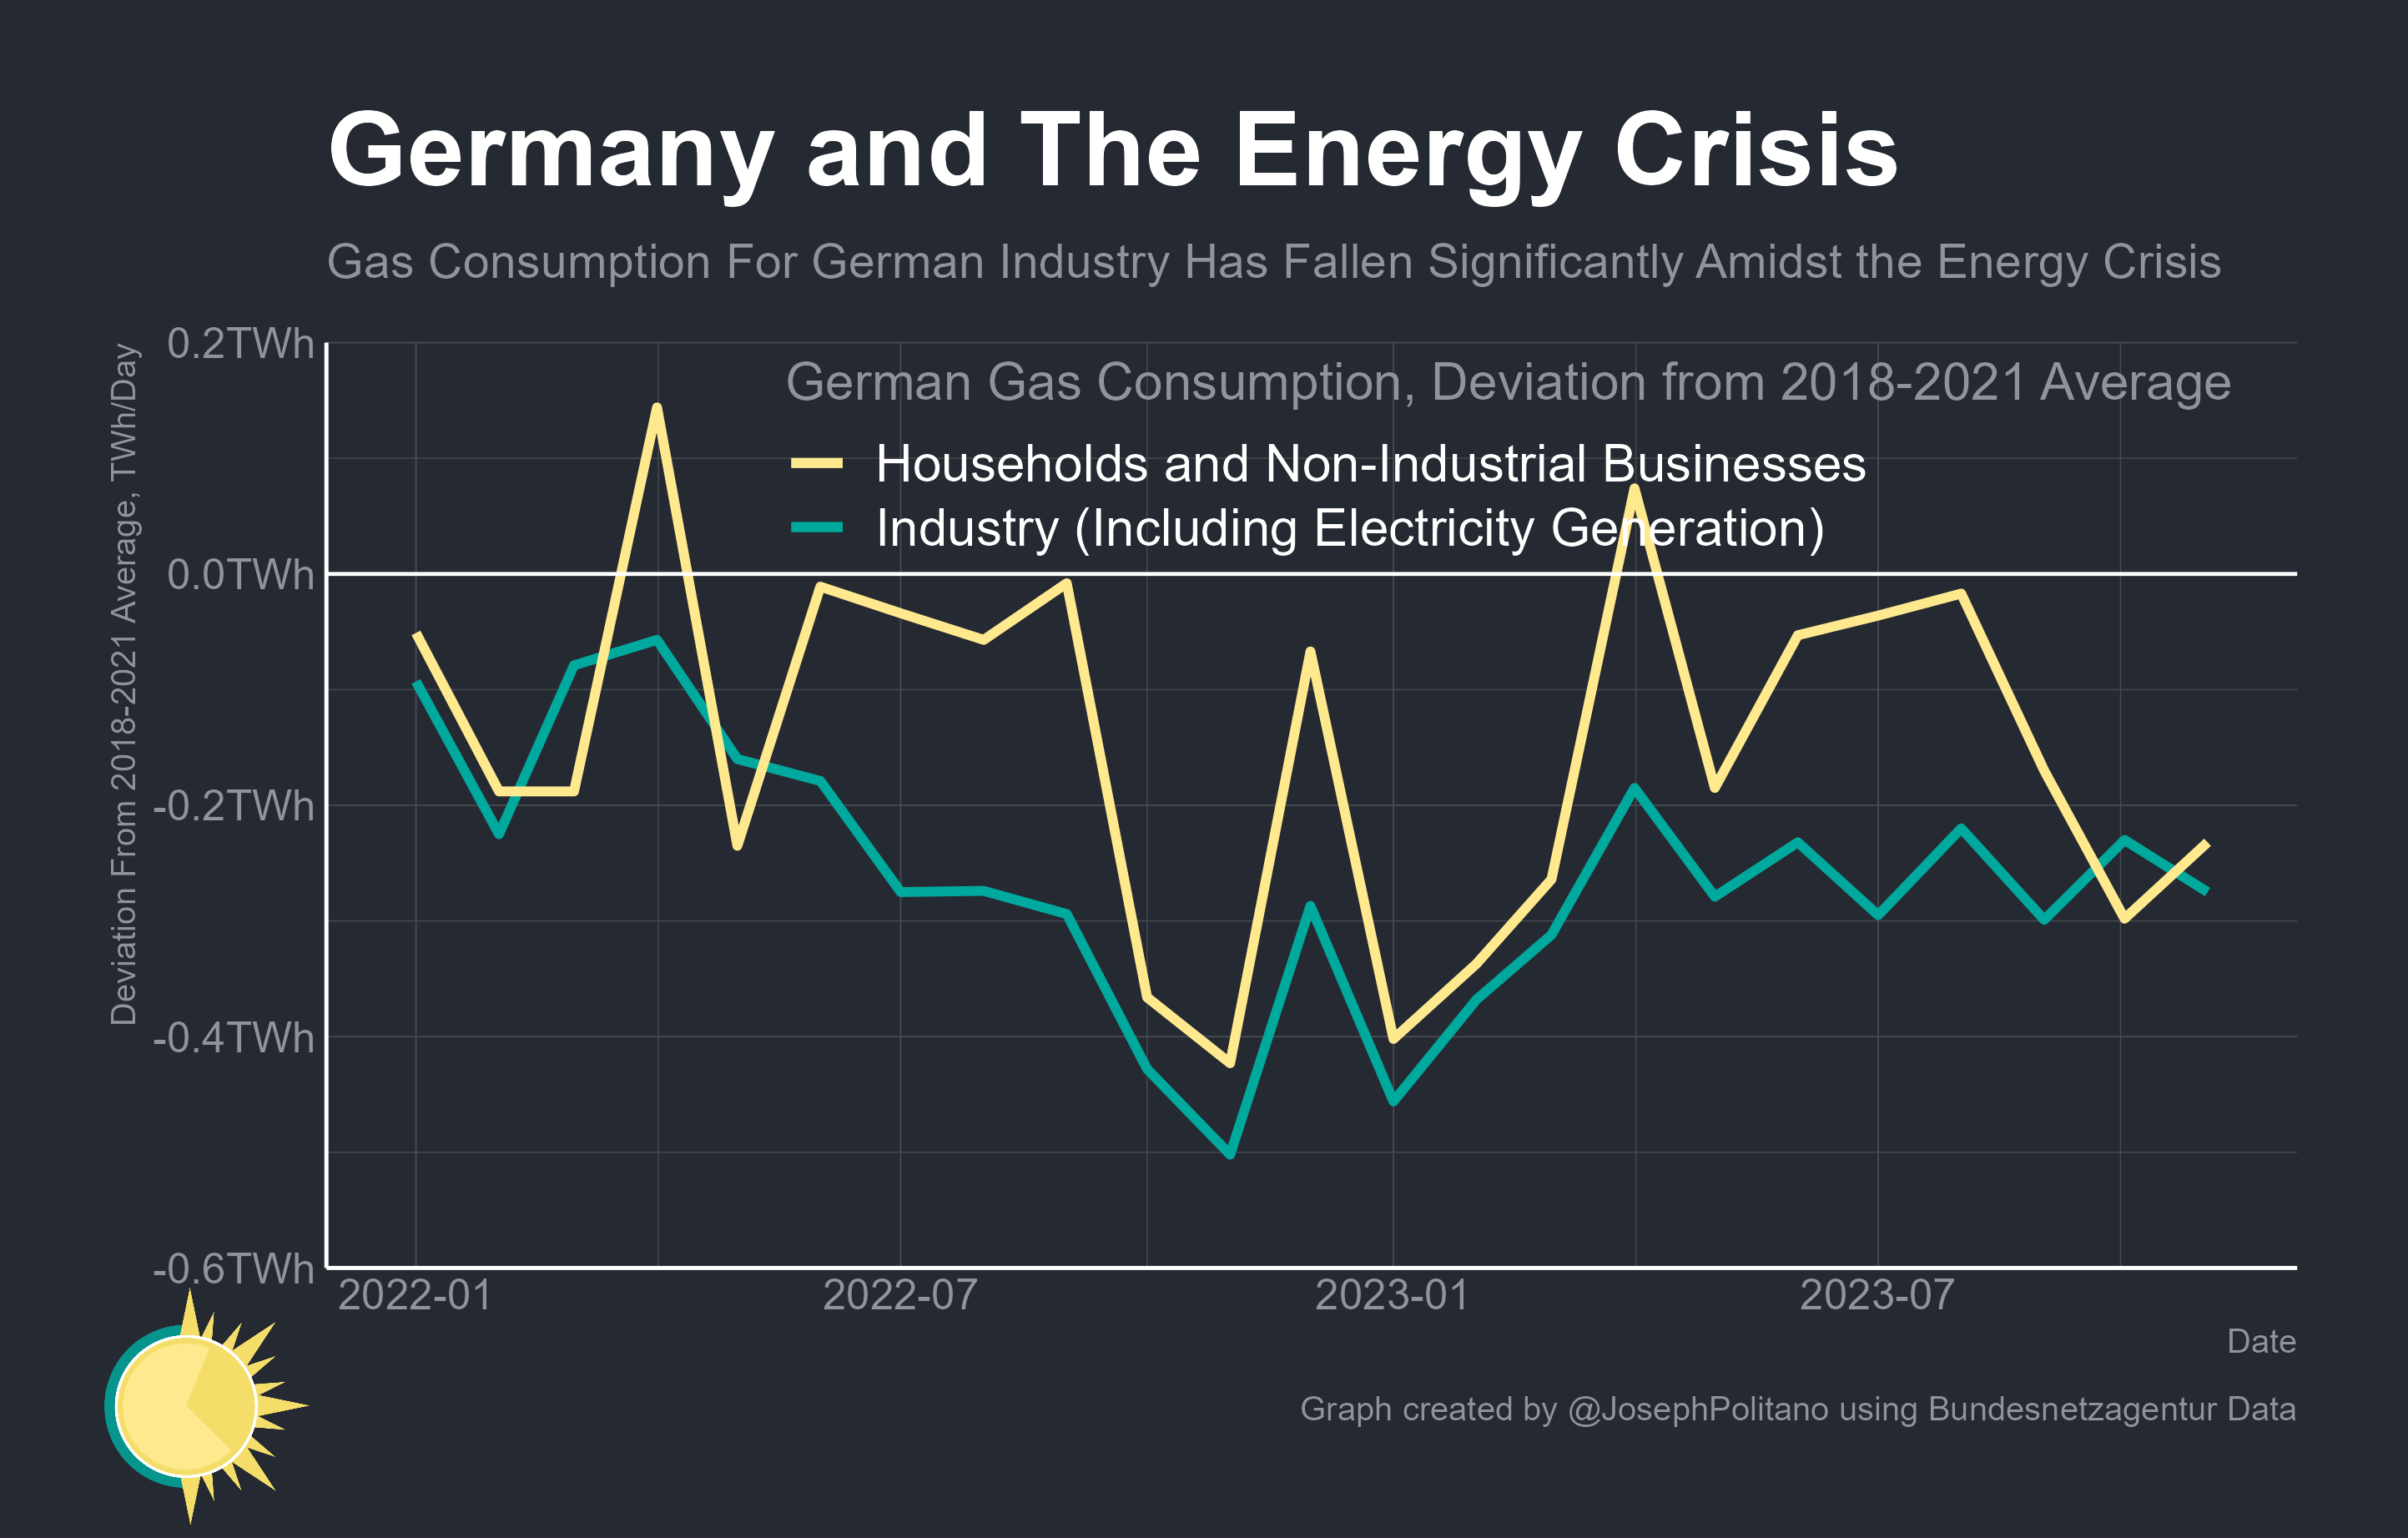 Germany and The Energy Crisis
Gas Consumption For German Industry Has Fallen Significantly Amidst the Energy Crisis
Deviation From 2018-2021 Average, TWh/Day
0.2TWh
0.0TWh
-0.2TWh
-0.4TWh
-0.6TWh
German Gas Consumption, Deviation from 2018-2021 Average
Households and Non-Industrial Businesses
Industry (Including Electricity Generation)
2022-01 2022-07 2023-01 2023-07
Date
Graph created by @JosephPolitano using Bundesnetzagentur Data